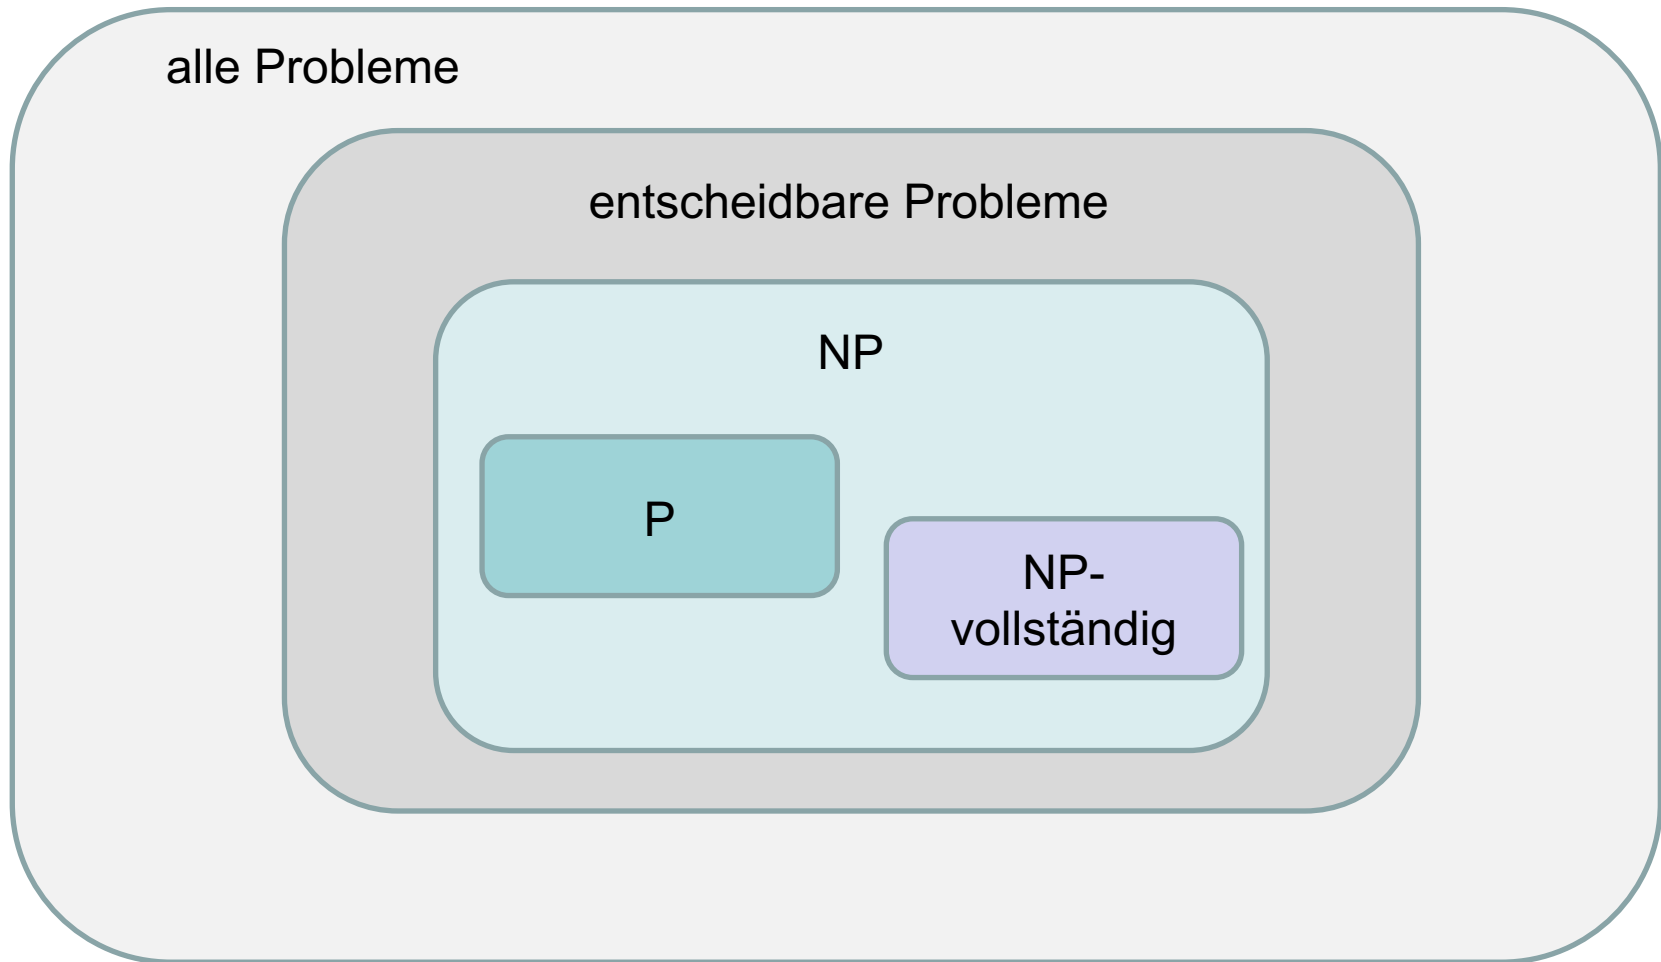 alle Probleme
entscheidbare Probleme
NP
P
NP-
vollständig